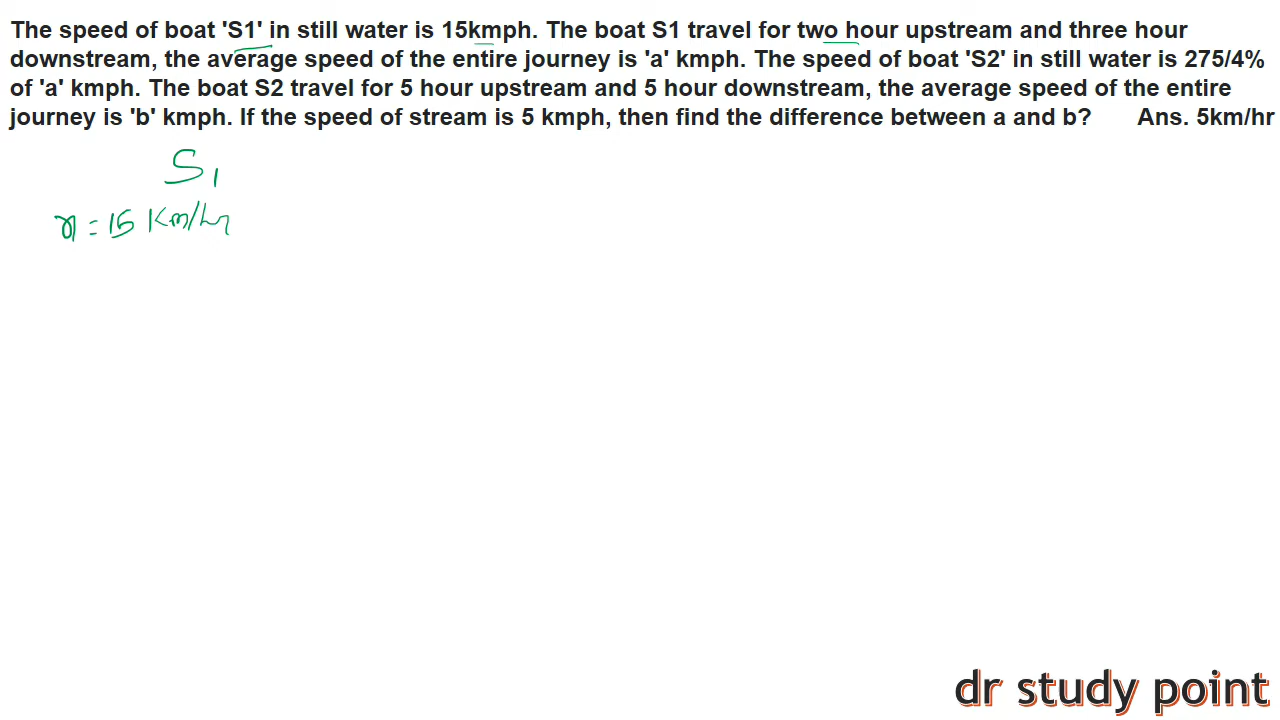 The speed of boat 'S1' in still water is 15kmph. The boat S1 travel for two hour upstream and three hour
downstream, the average speed of the entire journey is 'a' kmph. The speed of boat 'S2' in still water is 275/4%
of 'a' kmph. The boat S2 travel for 5 hour upstream and 5 hour downstream, the average speed of the entire
journey is 'b' kmph. If the speed of stream is 5 kmph, then find the difference between a and b? Ans. 5km/hr
S1
x = 15 Km/hr
dr study point